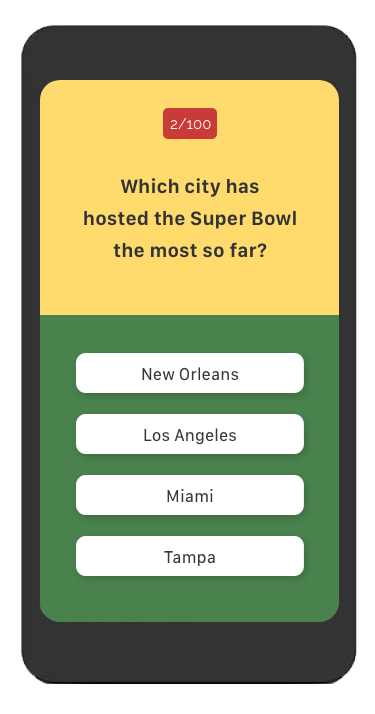 2/100
Which city has
hosted the Super Bowl
the most so far?
New Orleans
Los Angeles
Miami
Tampa